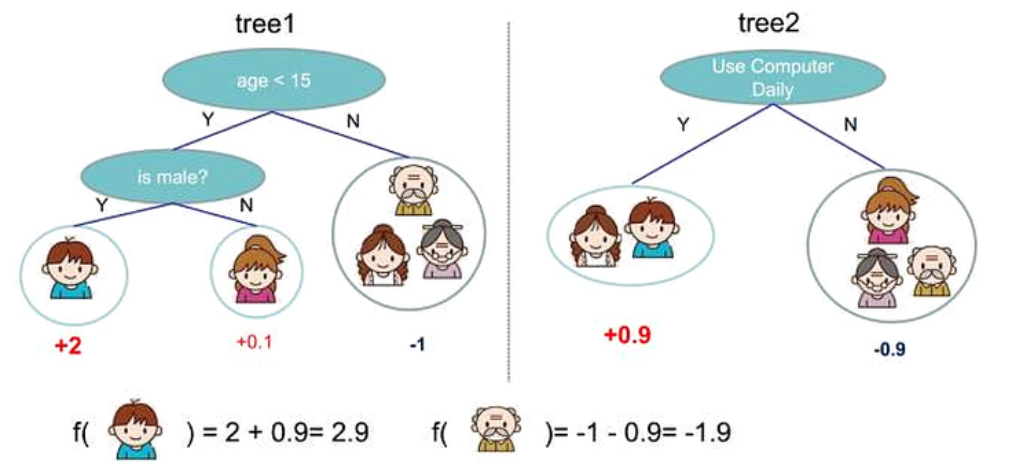 tree1
age < 15
Y
N
is male?
Y
N
+2
+0.1
-1
tree2
Use Computer
Daily
Y
N
+0.9
-0.9
f( ) = 2 + 0.9= 2.9
f( )= -1 - 0.9= -1.9